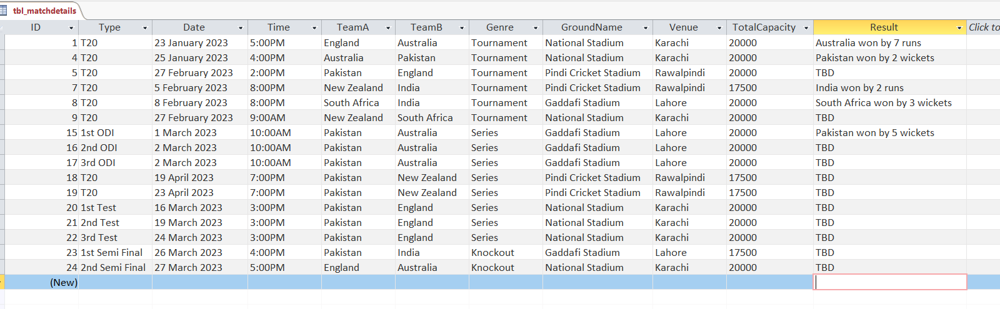 tbl_matchdetails
ID Type Date Time TeamA TeamB Genre GroundName Venue TotalCapacity Result Click to
1 T20 23 January 2023 5:00PM England Australia Tournament National Stadium Karachi 20000 Australia won by 7 runs
4 T20 25 January 2023 4:00PM Australia Pakistan Tournament National Stadium Karachi 20000 Pakistan won by 2 wickets
5 T20 27 February 2023 2:00PM Pakistan England Tournament Pindi Cricket Stadium Rawalpindi 20000 TBD
7 T20 5 February 2023 8:00PM New Zealand India Tournament Pindi Cricket Stadium Rawalpindi 17500 India won by 2 runs
8 T20 8 February 2023 8:00PM South Africa India Tournament Gaddafi Stadium Lahore 20000 South Africa won by 3 wickets
9 T20 27 February 2023 9:00AM New Zealand South Africa Tournament National Stadium Karachi 20000 TBD
15 1st ODI 1 March 2023 10:00AM Pakistan Australia Series Gaddafi Stadium Lahore 20000 Pakistan won by 5 wickets
16 2nd ODI 2 March 2023 10:00AM Pakistan Australia Series Gaddafi Stadium Lahore 20000 TBD
17 3rd ODI 2 March 2023 10:00AM Pakistan Australia Series Gaddafi Stadium Lahore 20000 TBD
18 T20 19 April 2023 7:00PM Pakistan New Zealand Series Pindi Cricket Stadium Rawalpindi 17500 TBD
19 T20 23 April 2023 7:00PM Pakistan New Zealand Series Pindi Cricket Stadium Rawalpindi 17500 TBD
20 1st Test 16 March 2023 3:00PM Pakistan England Series National Stadium Karachi 20000 TBD
21 2nd Test 19 March 2023 3:00PM Pakistan England Series National Stadium Karachi 20000 TBD
22 3rd Test 24 March 2023 3:00PM Pakistan England Series National Stadium Karachi 20000 TBD
23 1st Semi Final 26 March 2023 4:00PM Pakistan India Knockout Gaddafi Stadium Lahore 17500 TBD
24 2nd Semi Final 27 March 2023 5:00PM England Australia Knockout National Stadium Karachi 20000 TBD
(New)